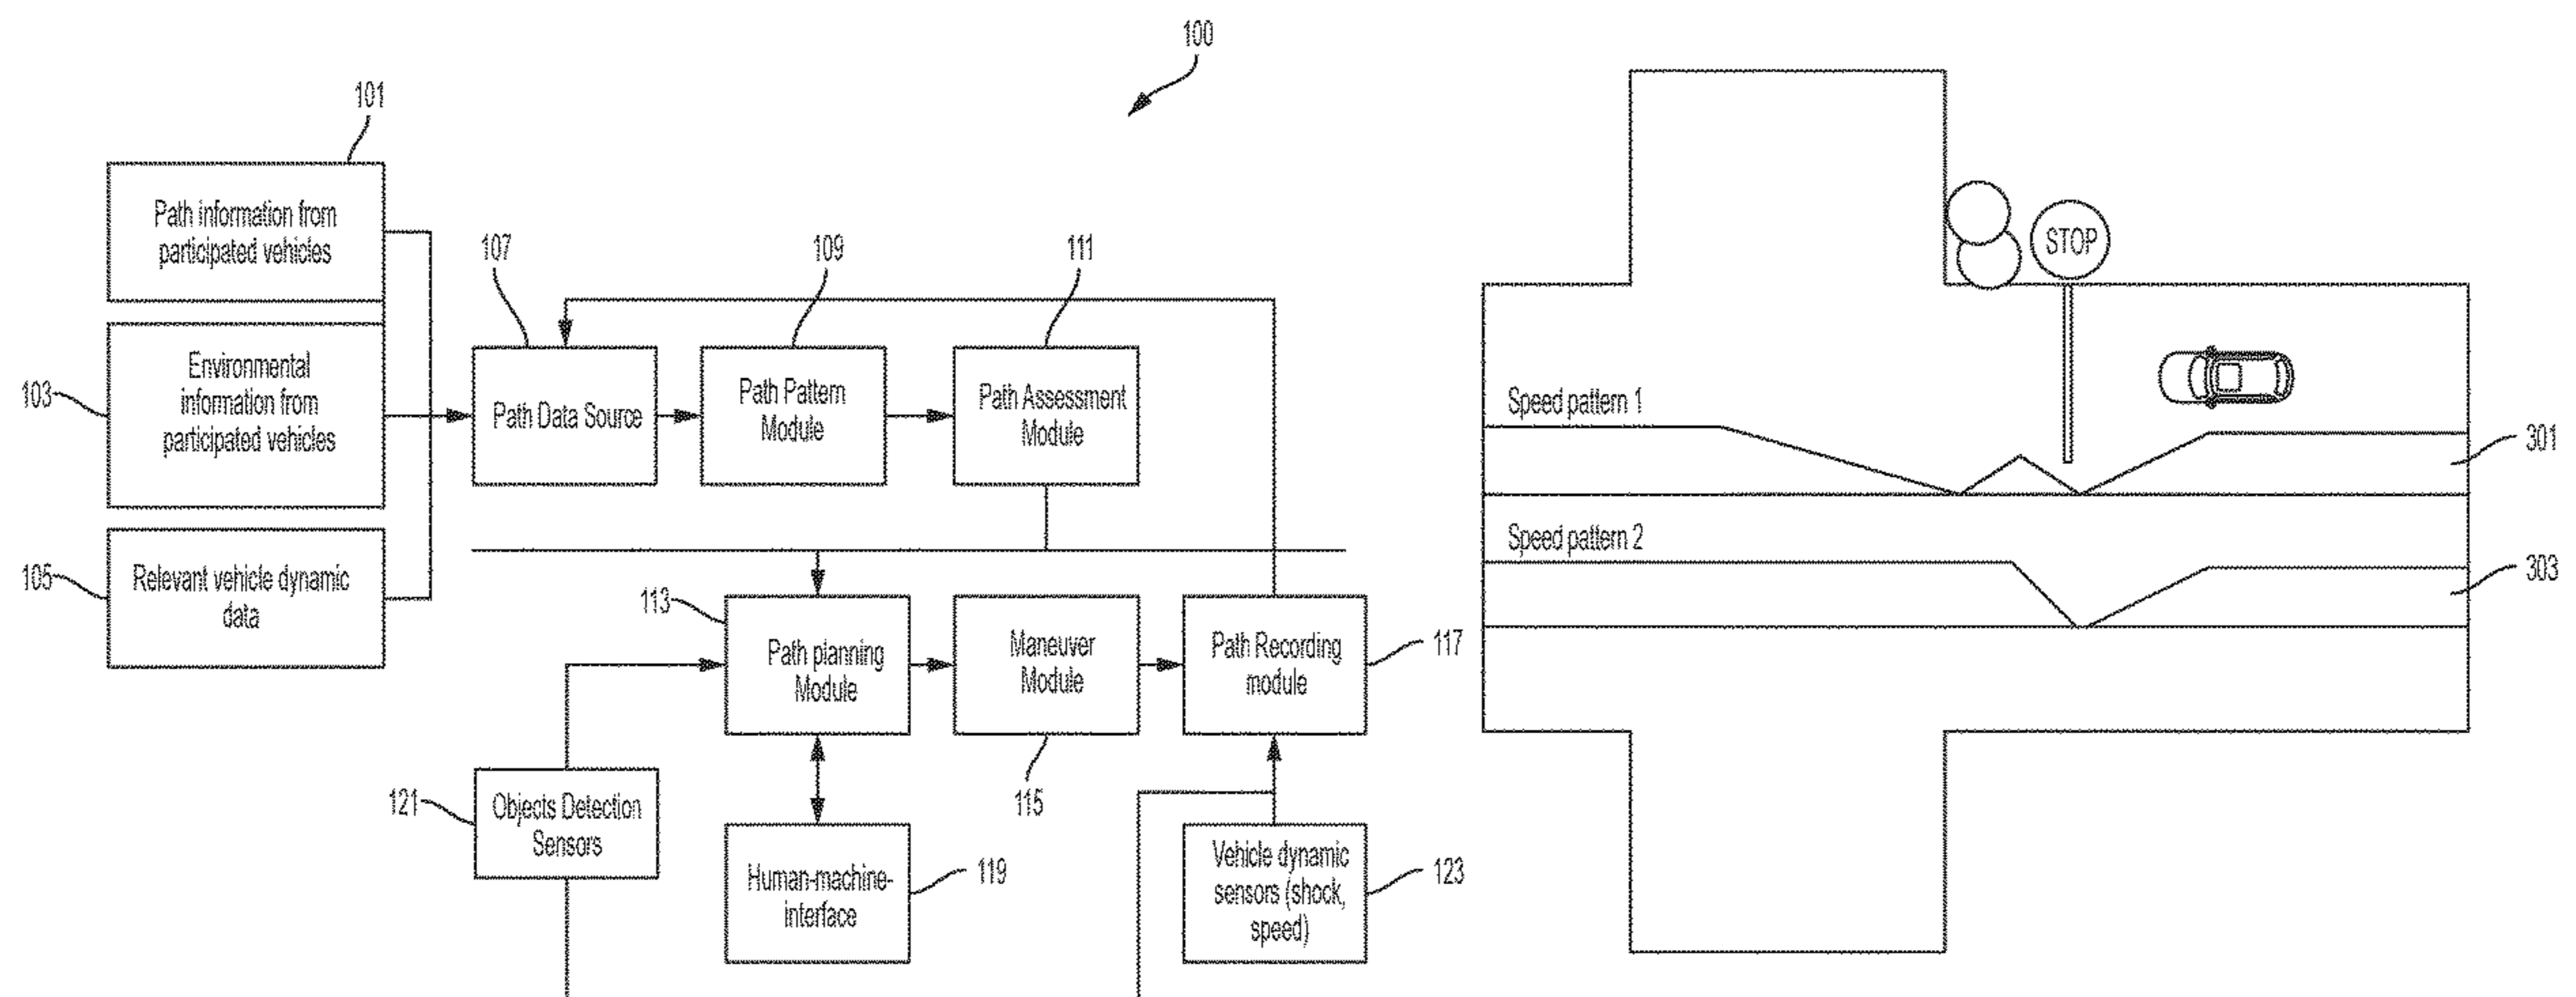 100
101
Path information from
participated vehicles
103
Environmental
information from
participated vehicles
105
Relevant vehicle dynamic
data
107
Path Data Source
109
Path Pattern
Module
111
Path Assessment
Module
113
Path planning
Module
Maneuver
Module
115
Path Recording
module
117
121
Objects Detection
Sensors
Human-machine-
interface
119
Vehicle dynamic
sensors (shock,
speed)
123
STOP
Speed pattern 1
301
Speed pattern 2
303